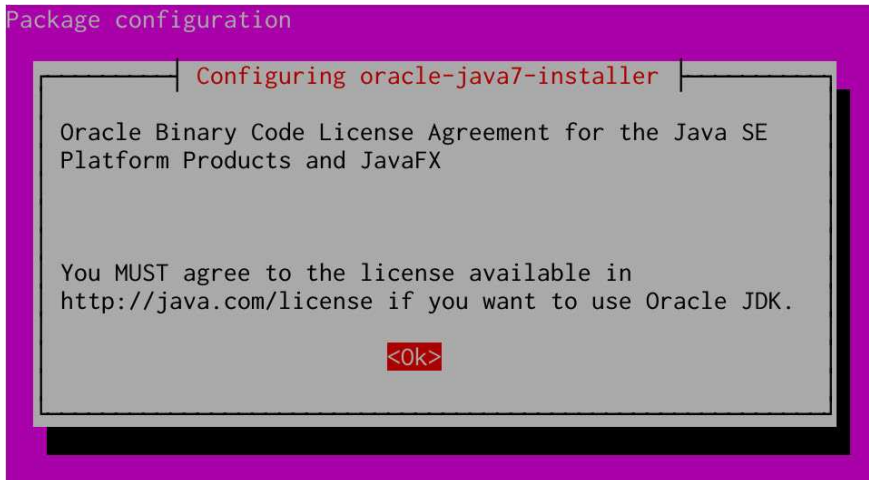 Package configuration
Configuring oracle-java7-installer
Oracle Binary Code License Agreement for the Java SE
Platform Products and JavaFX
You MUST agree to the license available in
http://java.com/license if you want to use Oracle JDK.
<Ok>